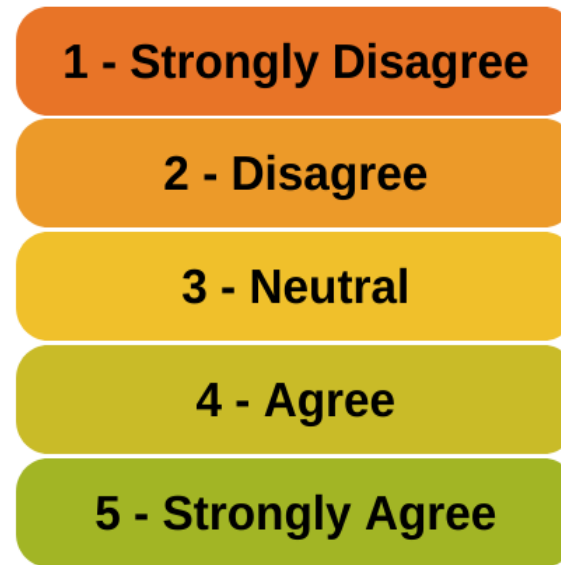 1 - Strongly Disagree
2 - Disagree
3 - Neutral
4 - Agree
5 - Strongly Agree